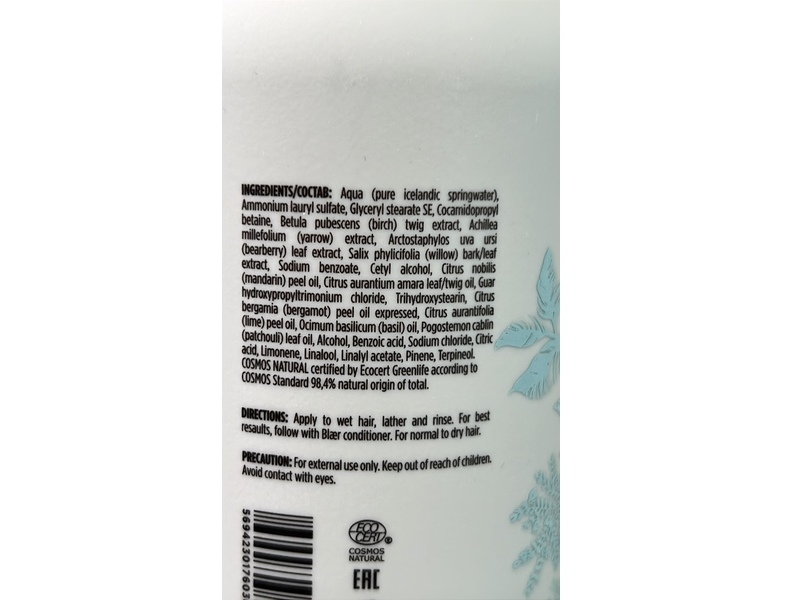 INGREDIENTS/СОСТАВ: Aqua (pure icelandic springwater),
Ammonium lauryl sulfate, Glyceryl stearate SE, Cocamidopropyl
betaine, Betula pubescens (birch) twig extract, Achillea
millefolium (yarrow) extract, Arctostaphylos uva ursi
(bearberry) leaf extract, Salix phylicifolia (willow) bark/leaf
extract, Sodium benzoate, Cetyl alcohol, Citrus nobilis
(mandarin) peel oil, Citrus aurantium amara leaf/twig oil, Guar
hydroxypropyltrimonium chloride, Trihydroxystearin, Citrus
bergamia (bergamot) peel oil expressed, Citrus aurantifolia
(lime) peel oil, Ocimum basilicum (basil) oil, Pogostemon cablin
(patchouli) leaf oil, Alcohol, Benzoic acid, Sodium chloride, Citric
acid, Limonene, Linalool, Linalyl acetate, Pinene, Terpineol.
COSMOS NATURAL certified by Ecocert Greenlife according to
COSMOS Standard 98,4% natural origin of total.
DIRECTIONS: Apply to wet hair, lather and rinse. For best
resaults, follow with Blær conditioner. For normal to dry hair.
PRECAUTION: For external use only. Keep out of reach of children.
Avoid contact with eyes.
ECO
CERT®
COSMOS
NATURAL
EAC